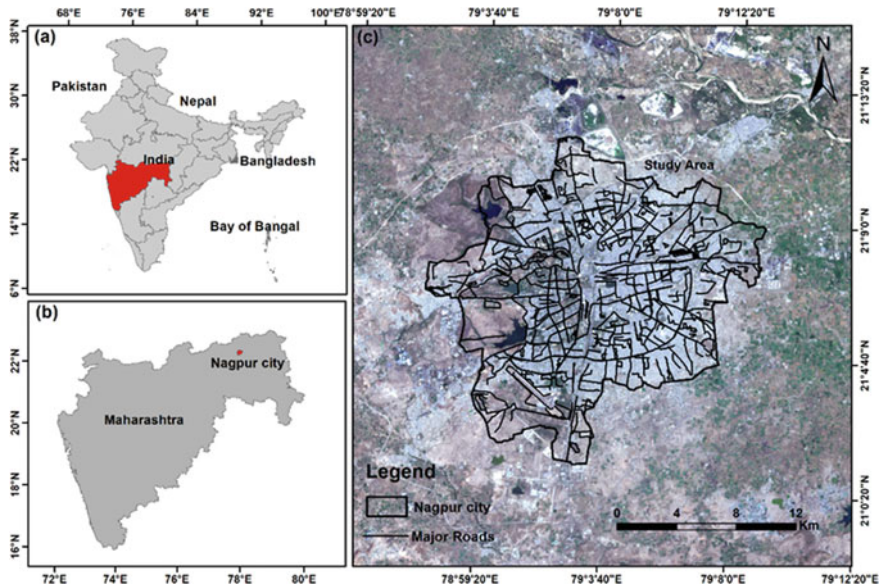 68°E 76°E 84°E 92°E 100°E
78°59'20"E 79°3'40"E 79°8'0"E 79°12'20"E
38°N
30°N
22°N
14°N
6°N
(a)
Pakistan
Nepal
India
Bangladesh
Bay of Bangal
(b)
22°N
20°N
18°N
16°N
Nagpur city
Maharashtra
72°E 74°E 76°E 78°E 80°E
(c)
N
Study Area
21°13'20"N
21°9'0"N
21°4'40"N
21°0'20"N
Legend
Nagpur city
Major Roads
0 4 8 12
Km
78°59'20"E 79°3'40"E 79°8'0"E 79°12'20"E